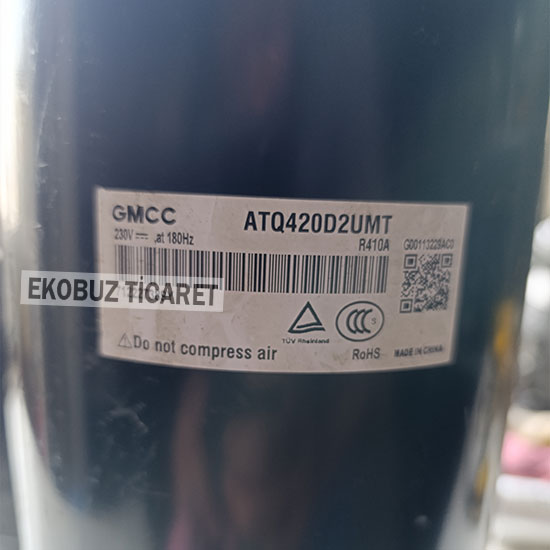 GMCC
ATQ420D2UMT
230V ⎓ .at 180Hz
R410A
EKOBUZ TİCARET
TÜV Rheinland
CCC S
⚠Do not compress air
RoHS
MADE IN CHINA